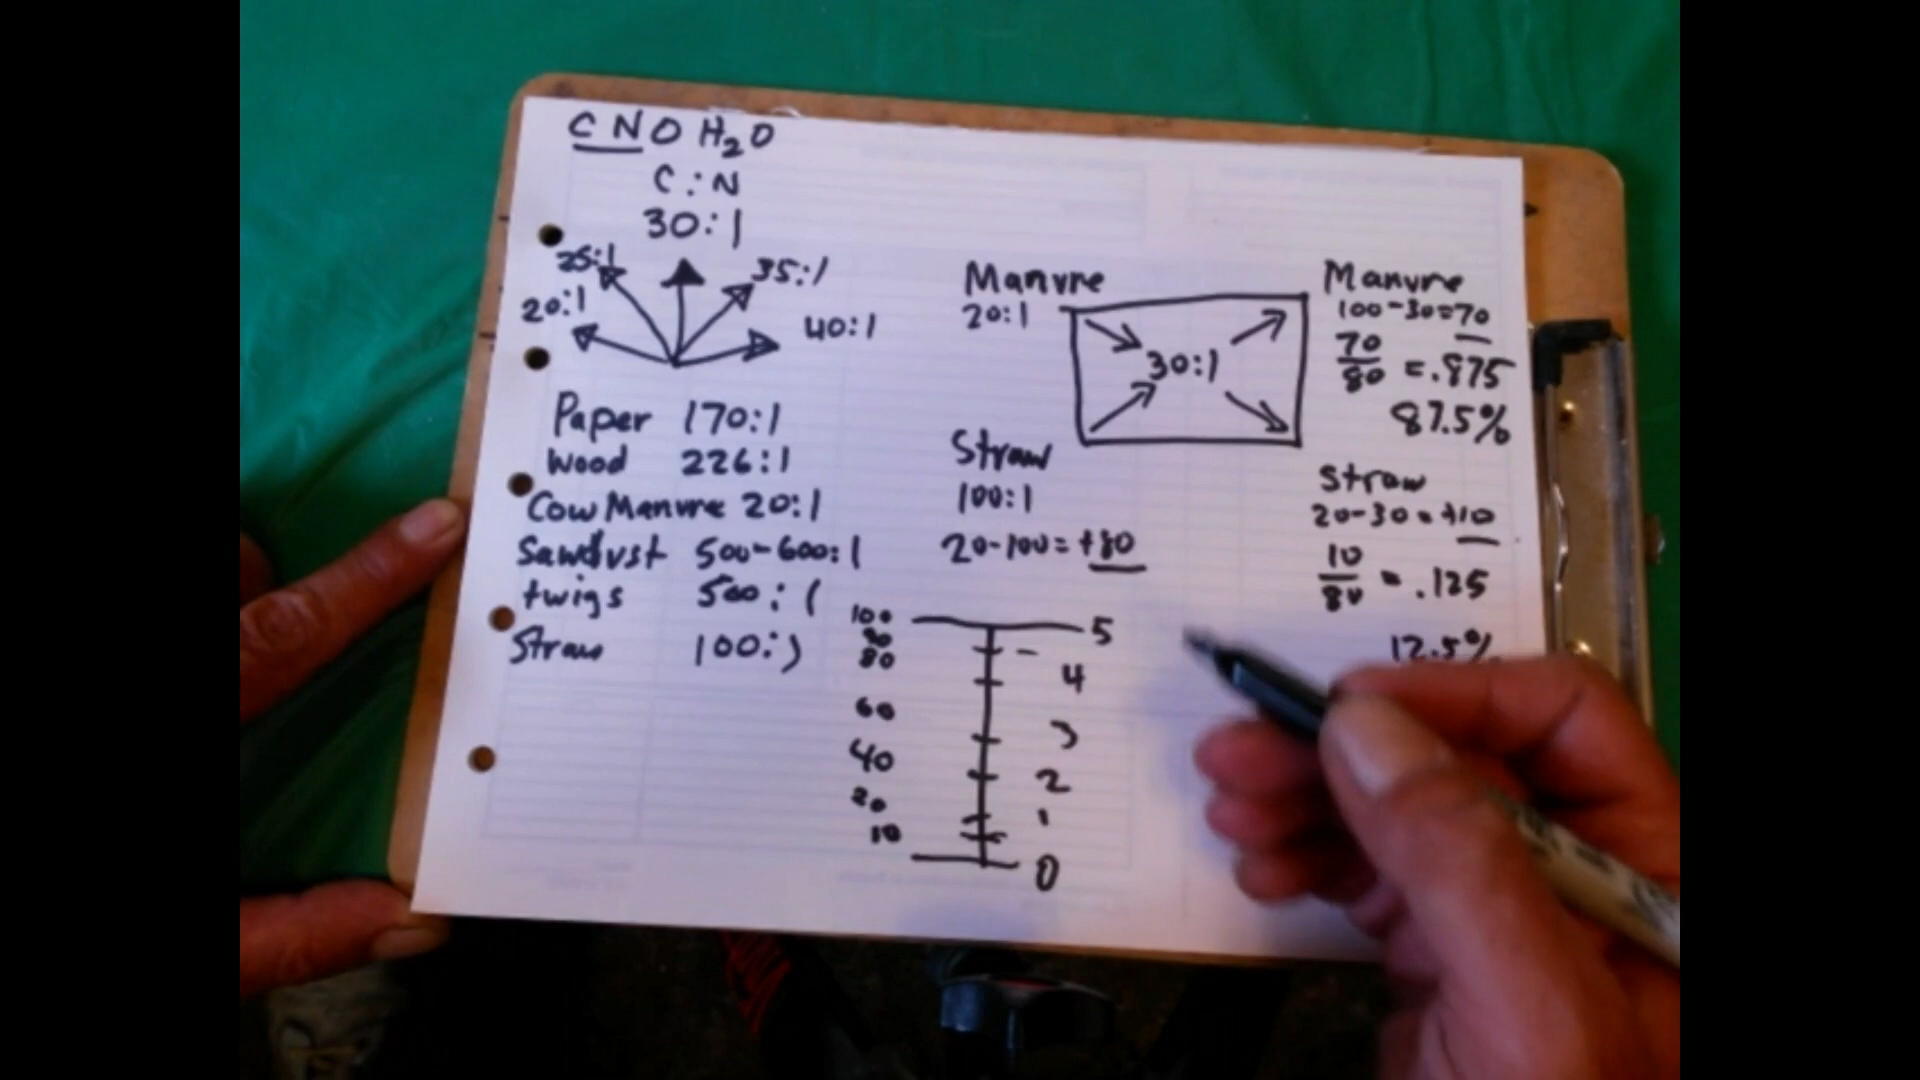 C N O H2O
C:N
30:1
25:1
35:1
20:1
40:1
Paper 170:1
Wood 226:1
Cow Manure 20:1
Sawdust 500-600:1
twigs 500:1
Straw 100:1
Manure
20:1
30:1
Straw
100:1
20-100=+80
Manure
100-30=70
70
80 =.875
87.5%
Straw
20-30=+10
10
80 = .125
12.5%
100 5
90
80 4
60 3
40 2
20 1
10
0